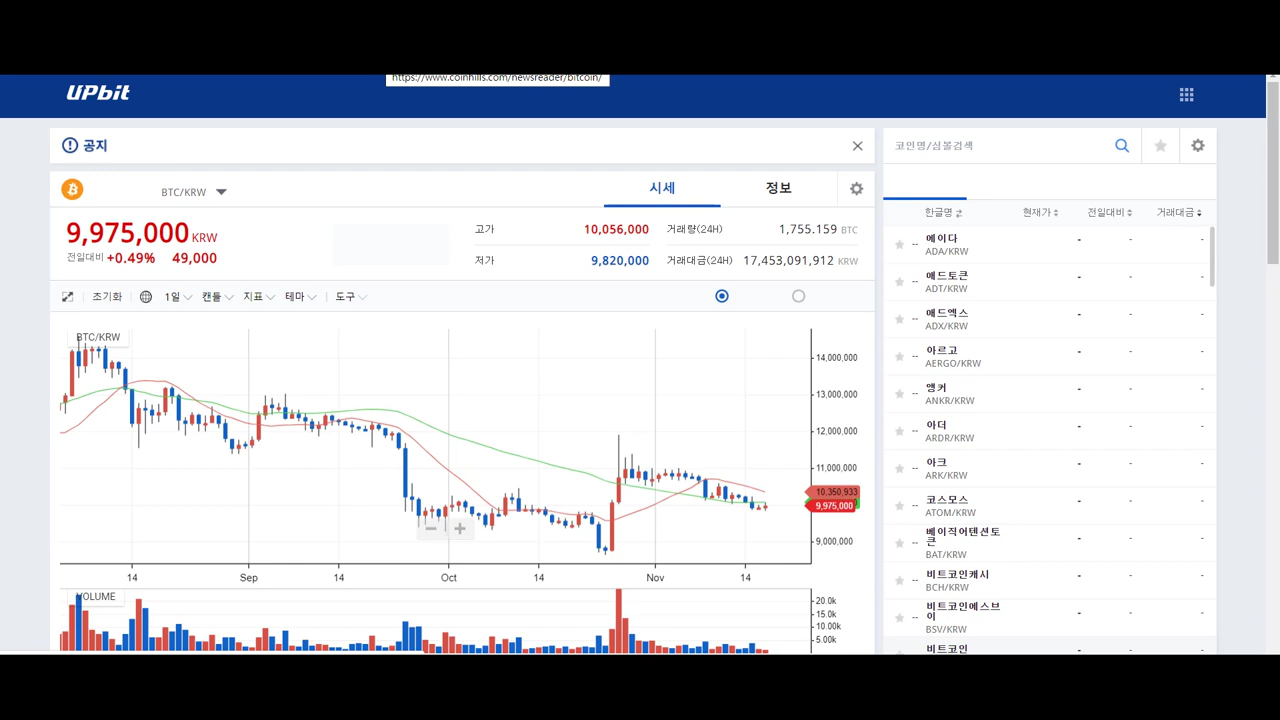 https://www.coinhills.com/newsreader/bitcoin/
UPbit
공지
BTC/KRW
시세
정보
9,975,000 KRW
전일대비 +0.49% 49,000
고가 10,056,000
저가 9,820,000
거래량(24H) 1,755.159 BTC
거래대금(24H) 17,453,091,912 KRW
초기화 1일 캔들 지표 테마 도구
BTC/KRW
14,000,000
13,000,000
12,000,000
11,000,000
10,350,933
9,975,000
9,000,000
14 Sep 14 Oct 14 Nov 14
VOLUME
20.0k
15.00k
10.00k
5.00k
코인명/심볼검색
한글명 현재가 전일대비 거래대금
에이다
ADA/KRW
애드토큰
ADT/KRW
애드엑스
ADX/KRW
아르고
AERGO/KRW
앵커
ANKR/KRW
아더
ARDR/KRW
아크
ARK/KRW
코스모스
ATOM/KRW
베이직어텐션토
큰
BAT/KRW
비트코인캐시
BCH/KRW
비트코인에스브
이
BSV/KRW
비트코인